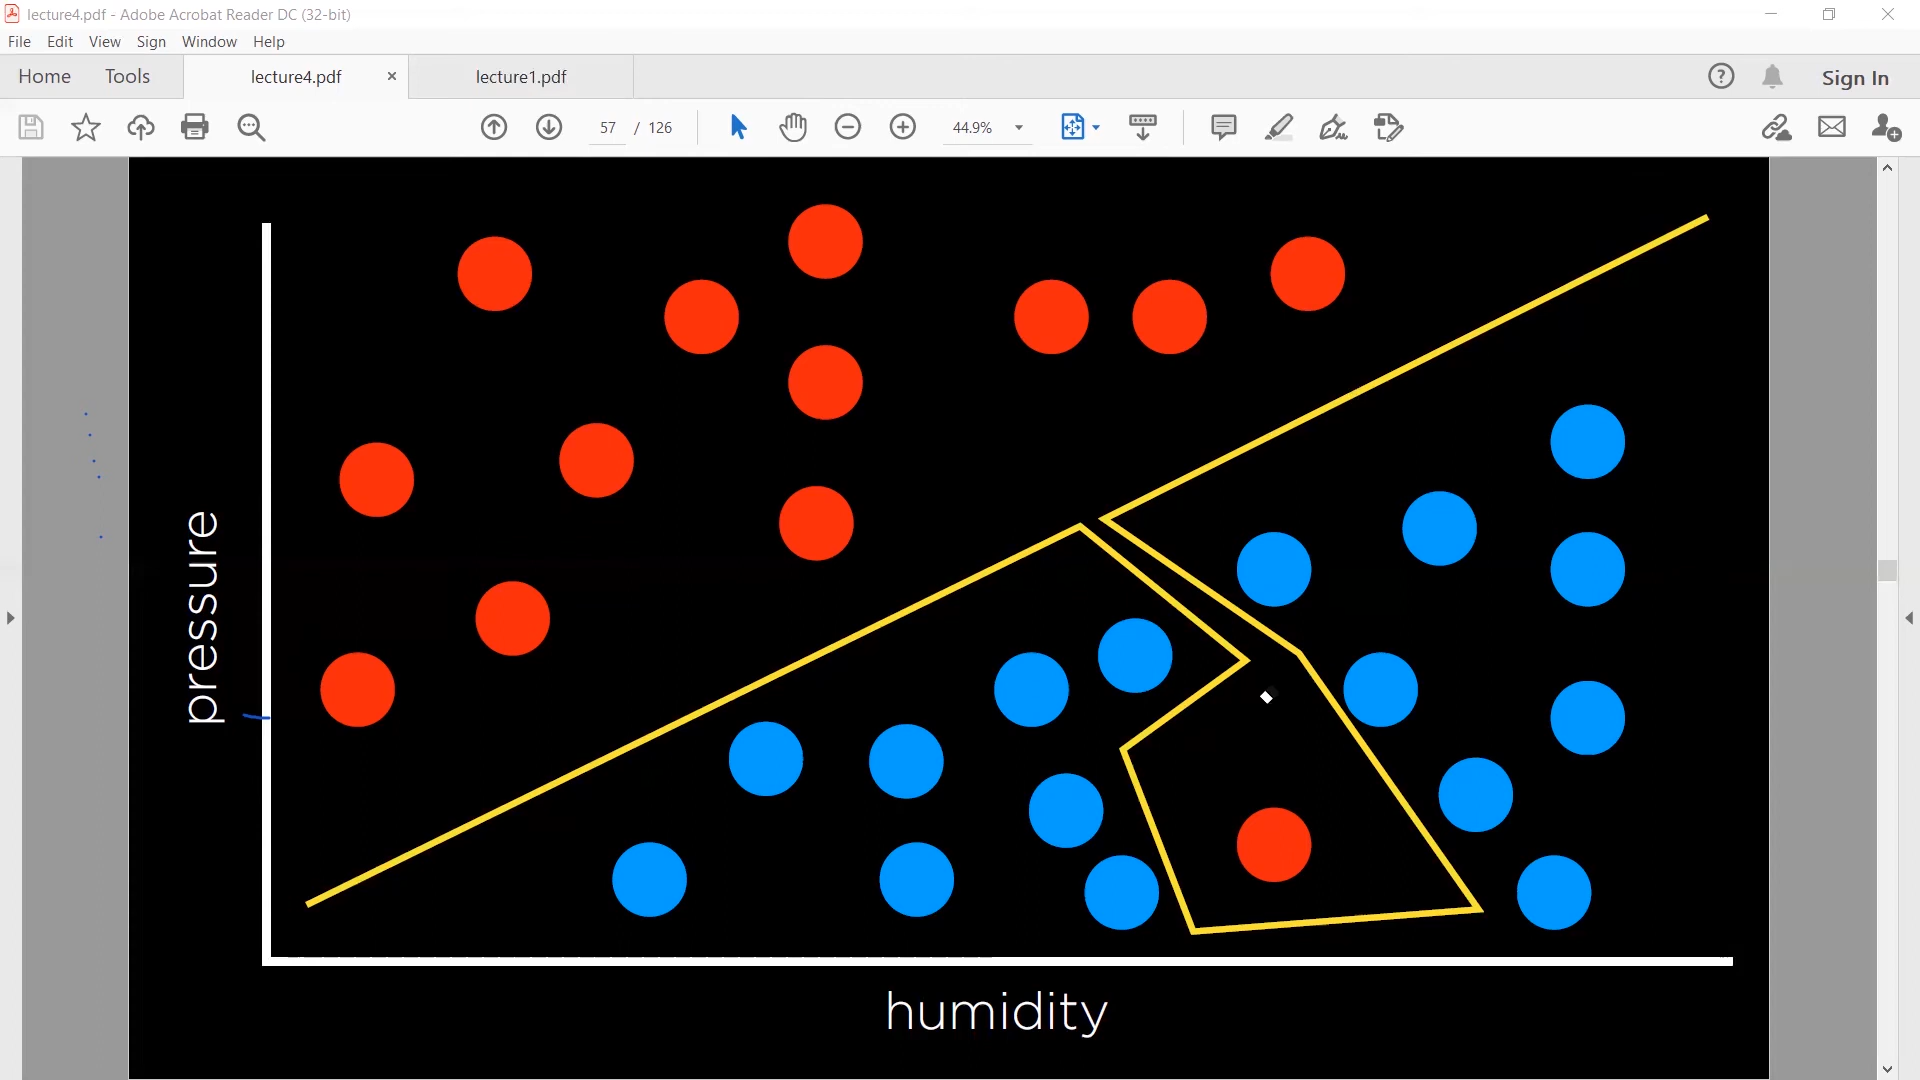 lecture4.pdf - Adobe Acrobat Reader DC (32-bit)
File Edit View Sign Window Help
Home Tools lecture4.pdf × lecture1.pdf ? Sign In
57 / 126 44.9%
pressure
humidity